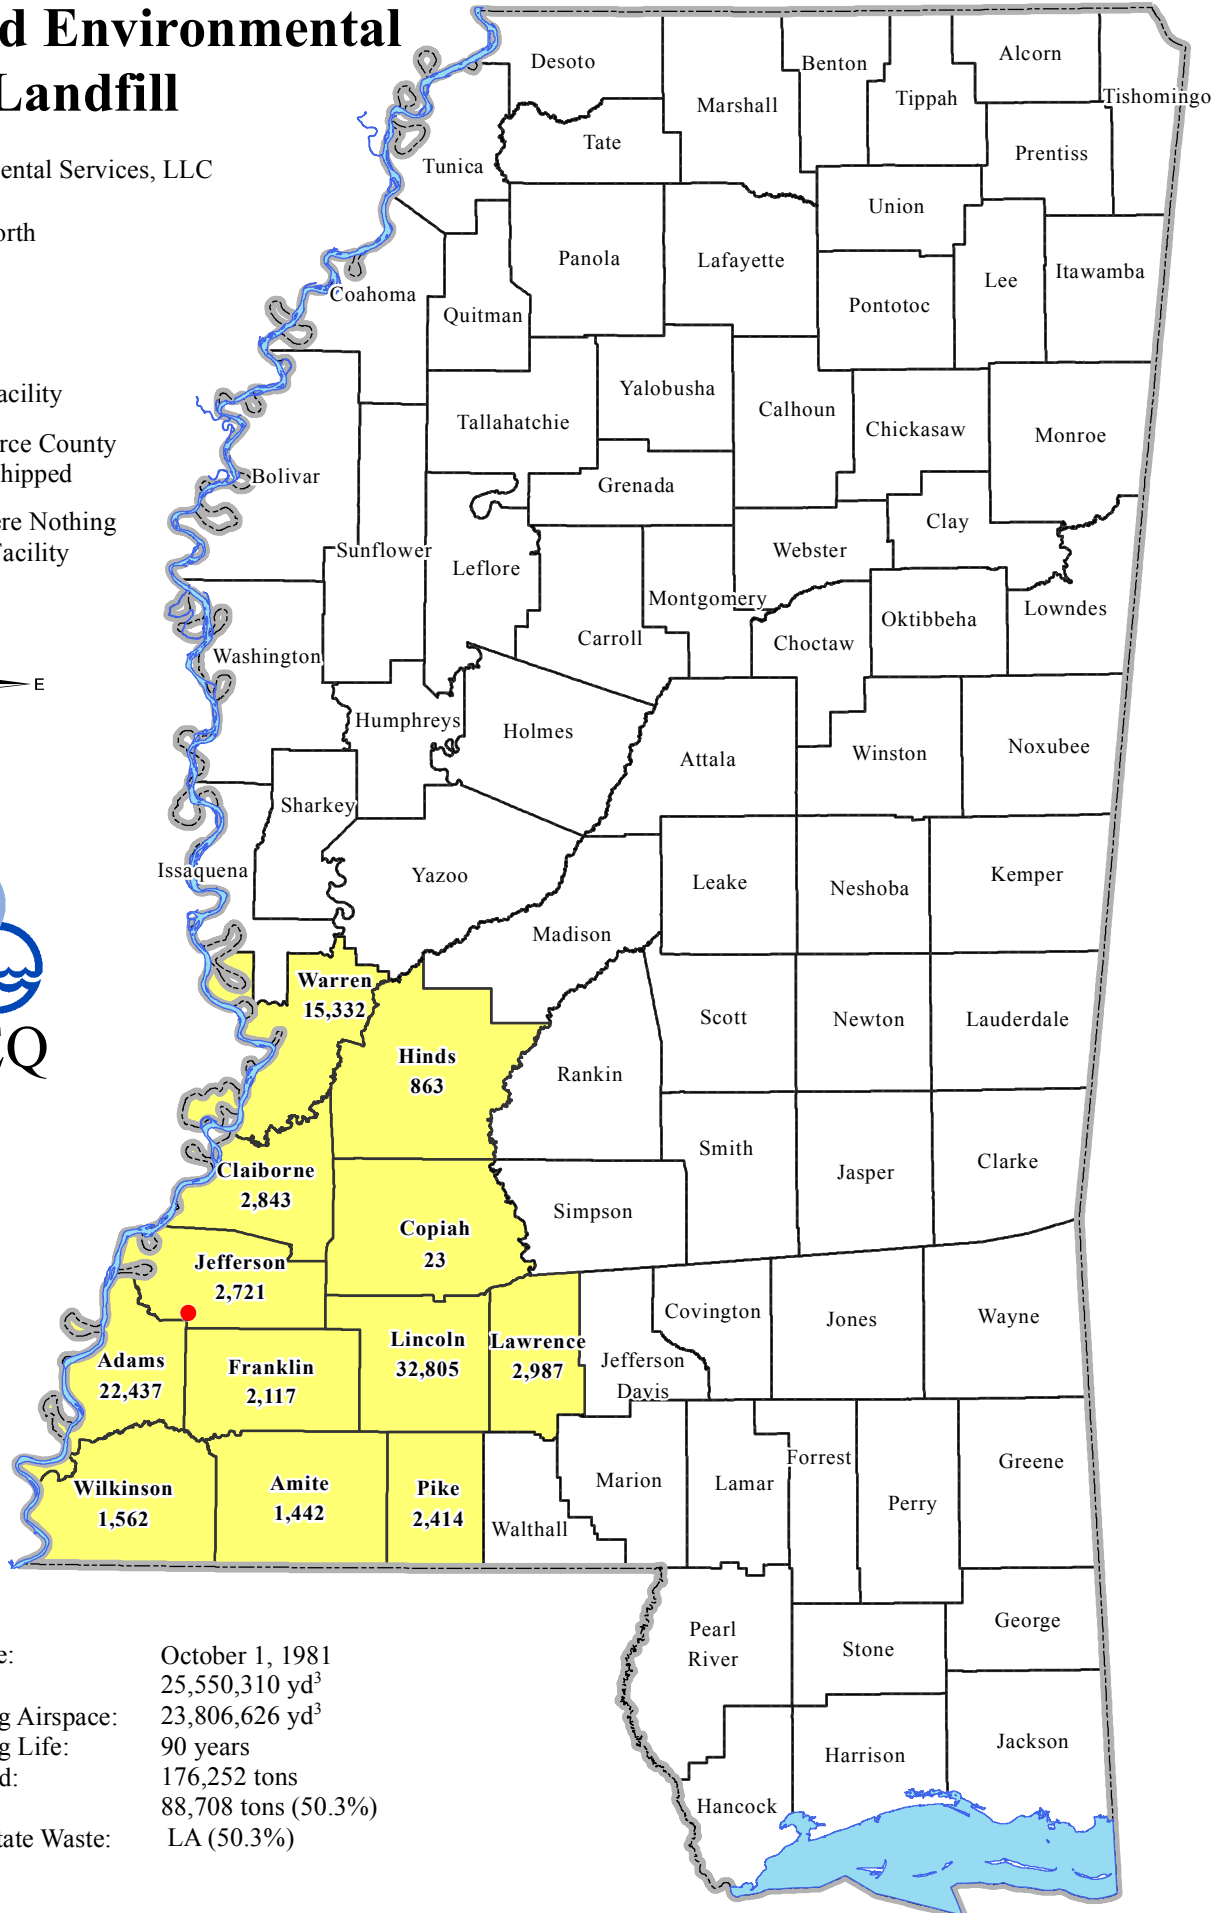 d Environmental
Landfill
ental Services, LLC
orth
acility
rce County
hipped
ere Nothing
acility
E
Q
Desoto
Marshall
Benton
Tippah
Alcorn
Tishomingo
Tate
Tunica
Prentiss
Union
Panola
Lafayette
Coahoma
Quitman
Pontotoc
Lee
Itawamba
Yalobusha
Calhoun
Tallahatchie
Chickasaw
Monroe
Bolivar
Grenada
Clay
Sunflower
Leflore
Webster
Montgomery
Carroll
Choctaw
Oktibbeha
Lowndes
Washington
Humphreys
Holmes
Attala
Winston
Noxubee
Sharkey
Issaquena
Yazoo
Leake
Neshoba
Kemper
Madison
Warren
15,332
Hinds
863
Rankin
Scott
Newton
Lauderdale
Claiborne
2,843
Copiah
23
Simpson
Smith
Jasper
Clarke
Jefferson
2,721
Adams
22,437
Franklin
2,117
Lincoln
32,805
Lawrence
2,987
Jefferson
Davis
Covington
Jones
Wayne
Wilkinson
1,562
Amite
1,442
Pike
2,414
Walthall
Marion
Lamar
Forrest
Perry
Greene
Pearl
River
Stone
George
Hancock
Harrison
Jackson
e: October 1, 1981
25,550,310 yd³
g Airspace: 23,806,626 yd³
g Life: 90 years
d: 176,252 tons
88,708 tons (50.3%)
tate Waste: LA (50.3%)